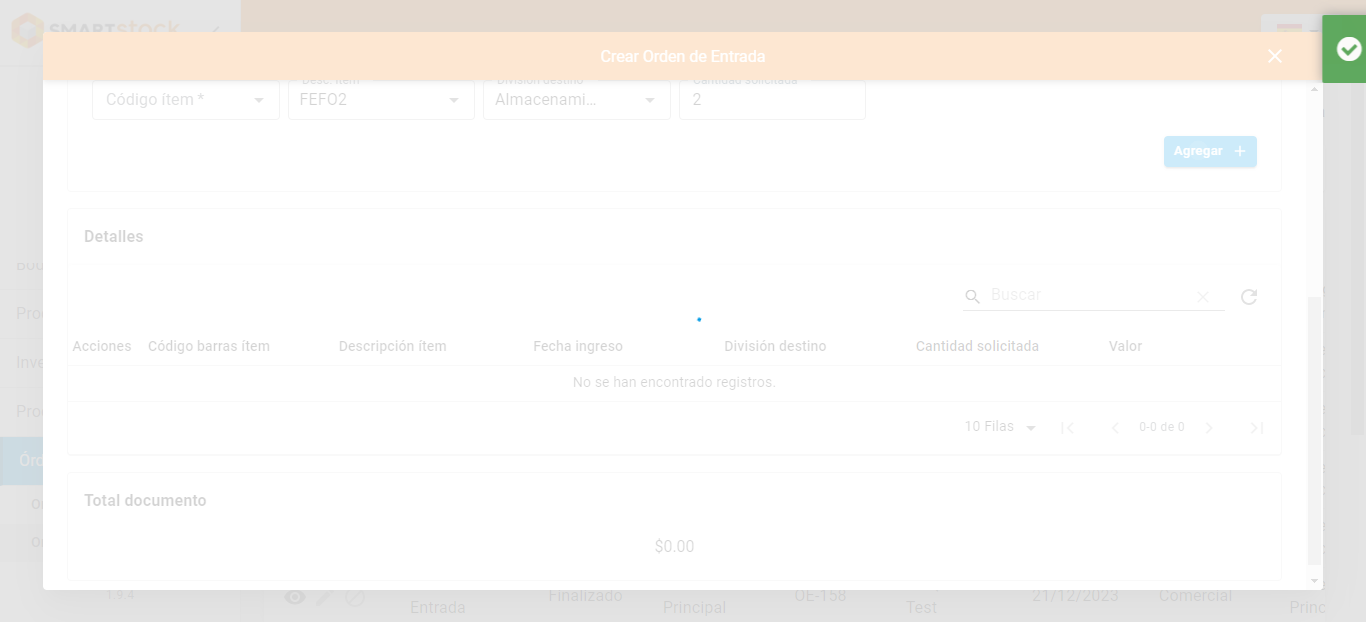 SMARTstock
Crear Orden de Entrada
Desc. ítem
División destino
Cantidad solicitada
Código ítem *
FEFO2
Almacenami...
2
Agregar
Detalles
Buscar
Acciones Código barras ítem Descripción ítem Fecha ingreso División destino Cantidad solicitada Valor
No se han encontrado registros.
10 Filas 0-0 de 0
Total documento
$0.00
1.9.4
Finalizado OE-158 21/12/2023 Comercial
Entrada Principal Test Princ